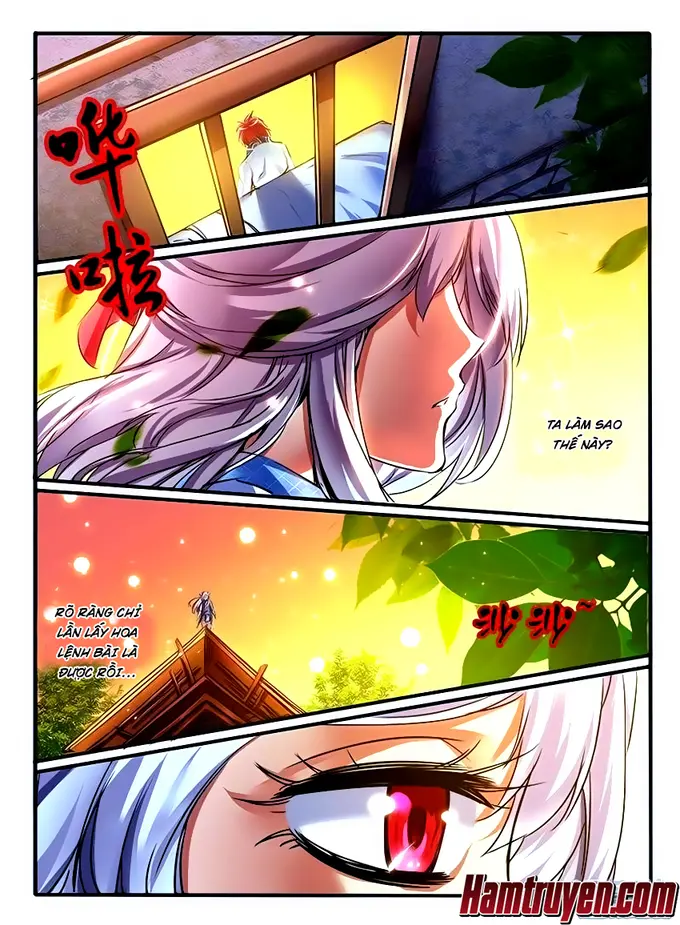 哗
啦
TA LÀM SAO
THẾ NÀY?
RÕ RÀNG CHỈ
LẦN LẤY HOA
LỆNH BÀI LÀ
ĐƯỢC RỒI...
Hamtruyen.com